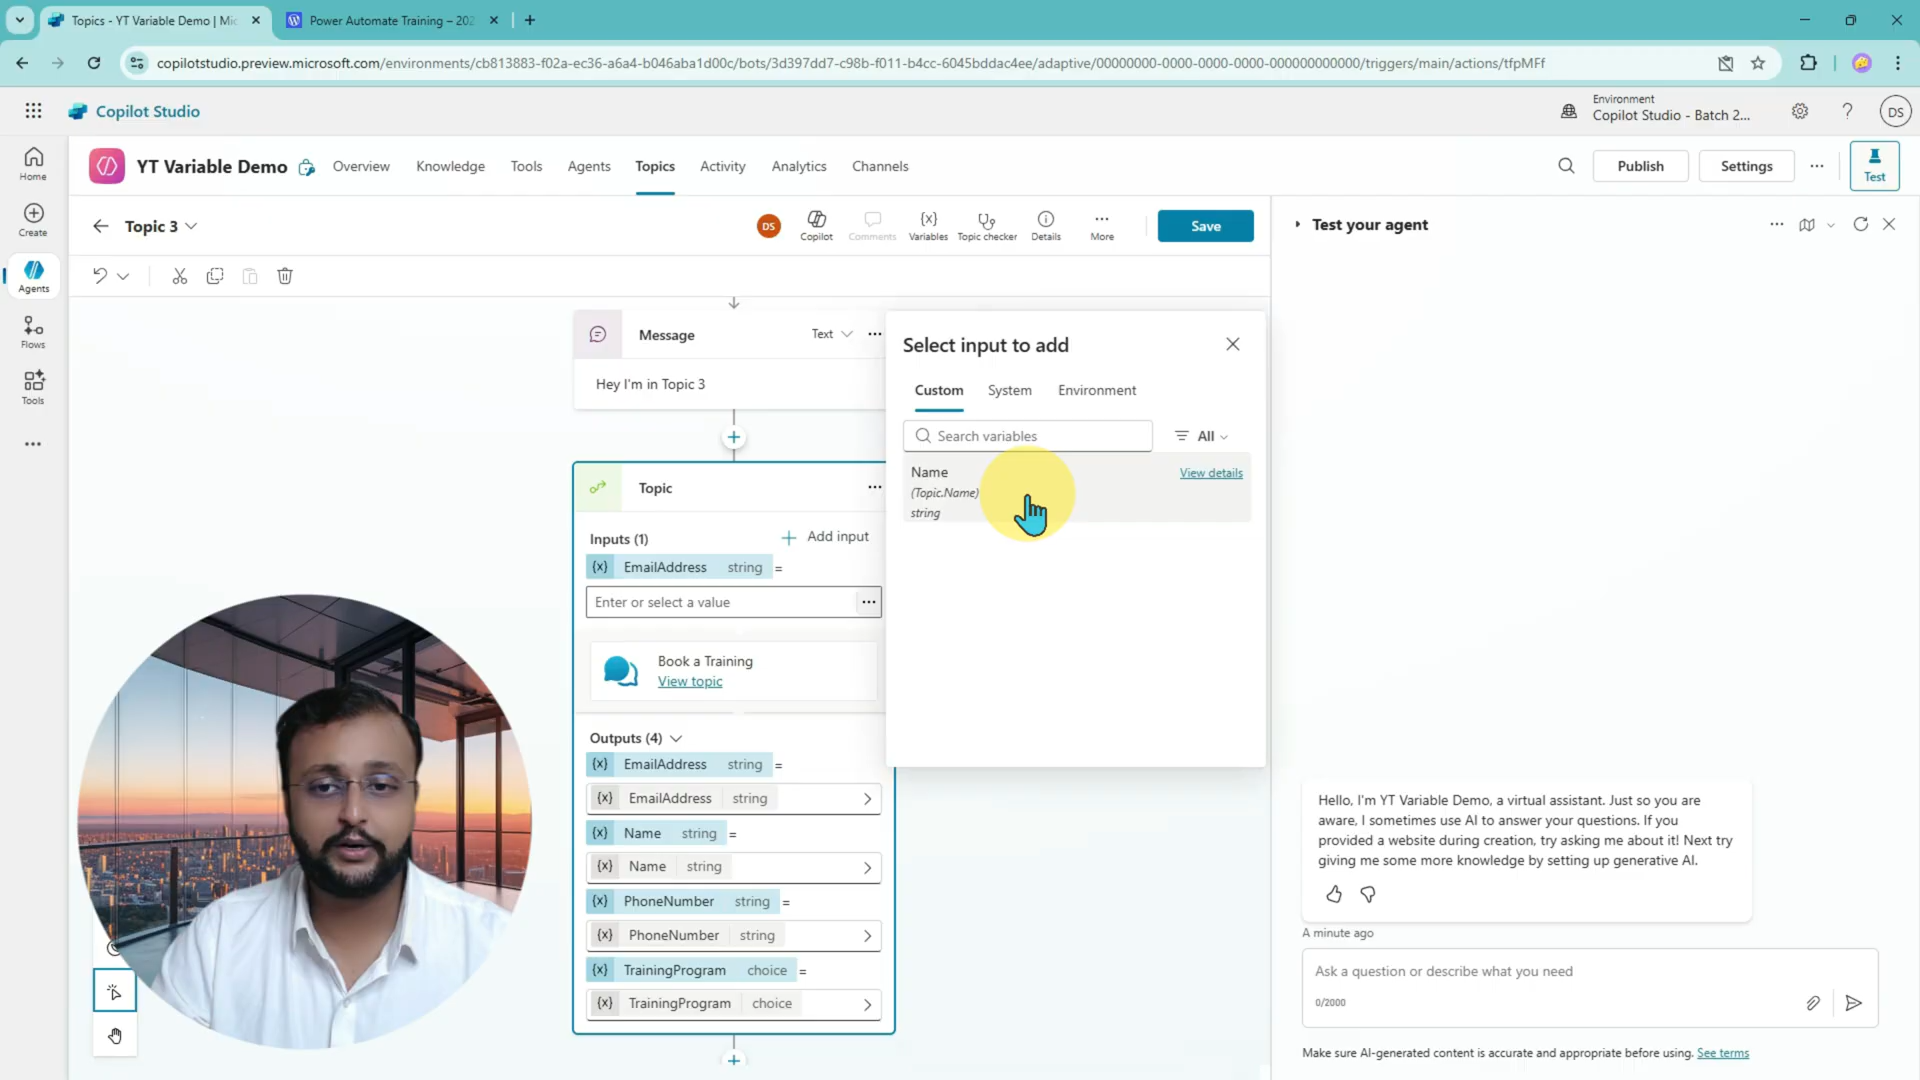 Topics - YT Variable Demo | Mic
Power Automate Training – 202
copilotstudio.preview.microsoft.com/environments/cb813883-f02a-ec36-a6a4-b046aba1d00c/bots/3d397dd7-c98b-f011-b4cc-6045bddac4ee/adaptive/00000000-0000-0000-0000-000000000000/triggers/main/actions/tfpMFf
Copilot Studio
Environment
Copilot Studio - Batch 2...
DS
Home
Create
Agents
Flows
Tools
YT Variable Demo
Overview
Knowledge
Tools
Agents
Topics
Activity
Analytics
Channels
Publish
Settings
Test
Topic 3
DS
Copilot
Comments
Variables
Topic checker
Details
More
Save
Message
Text
Hey I'm in Topic 3
Topic
Inputs (1)
Add input
{x} EmailAddress string =
Enter or select a value
Book a Training
View topic
Outputs (4)
{x} EmailAddress string =
{x} EmailAddress string
{x} Name string =
{x} Name string
{x} PhoneNumber string =
{x} PhoneNumber string
{x} TrainingProgram choice =
{x} TrainingProgram choice
Select input to add
Custom
System
Environment
Search variables
All
Name
View details
(Topic.Name)
string
Test your agent
Hello, I'm YT Variable Demo, a virtual assistant. Just so you are
aware, I sometimes use AI to answer your questions. If you
provided a website during creation, try asking me about it! Next try
giving me some more knowledge by setting up generative AI.
A minute ago
Ask a question or describe what you need
0/2000
Make sure AI-generated content is accurate and appropriate before using. See terms